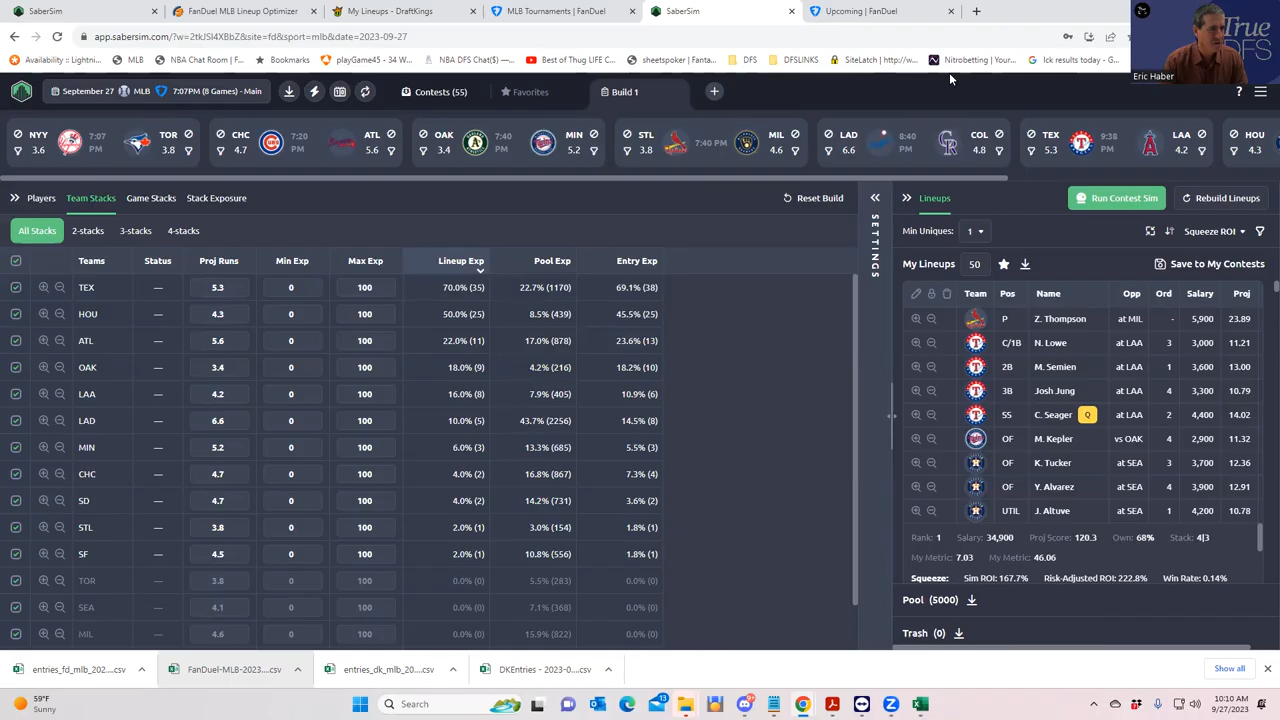 SaberSim
FanDuel MLB Lineup Optimizer
My Lineups - DraftKings
MLB Tournaments | FanDuel
SaberSim
Upcoming | FanDuel
app.sabersim.com/?w=2tkJSI4XBbZ&site=fd&sport=mlb&date=2023-09-27
Availability :: Lightni...
MLB
NBA Chat Room | F...
Bookmarks
playGame45 - 34 W...
NBA DFS Chat($) —...
Best of Thug LIFE C...
sheetspoker | Fanta...
DFS
DFSLINKS
SiteLatch | http://w...
Nitrobetting | Your...
Ick results today - G...
True
DFS
Eric Haber
September 27
MLB
7:07PM (8 Games) - Main
Contests (55)
Favorites
Build 1
NYY 3.6 7:07 PM TOR 3.8
CHC 4.7 7:20 PM ATL 5.6
OAK 3.4 7:40 PM MIN 5.2
STL 3.8 7:40 PM MIL 4.6
LAD 6.6 8:40 PM COL 4.8
TEX 5.3 9:38 PM LAA 4.2
HOU 4.3
Players
Team Stacks
Game Stacks
Stack Exposure
Reset Build
All Stacks
2-stacks
3-stacks
4-stacks
Teams Status Proj Runs Min Exp Max Exp Lineup Exp Pool Exp Entry Exp
TEX — 5.3 0 100 70.0% (35) 22.7% (1170) 69.1% (38)
HOU — 4.3 0 100 50.0% (25) 8.5% (439) 45.5% (25)
ATL — 5.6 0 100 22.0% (11) 17.0% (878) 23.6% (13)
OAK — 3.4 0 100 18.0% (9) 4.2% (216) 18.2% (10)
LAA — 4.2 0 100 16.0% (8) 7.9% (405) 10.9% (6)
LAD — 6.6 0 100 10.0% (5) 43.7% (2256) 14.5% (8)
MIN — 5.2 0 100 6.0% (3) 13.3% (685) 5.5% (3)
CHC — 4.7 0 100 4.0% (2) 16.8% (867) 7.3% (4)
SD — 4.7 0 100 4.0% (2) 14.2% (731) 3.6% (2)
STL — 3.8 0 100 2.0% (1) 3.0% (154) 1.8% (1)
SF — 4.5 0 100 2.0% (1) 10.8% (556) 1.8% (1)
TOR — 3.8 0 100 0.0% (0) 5.5% (283) 0.0% (0)
SEA — 4.1 0 100 0.0% (0) 7.1% (368) 0.0% (0)
MIL — 4.6 0 100 0.0% (0) 15.9% (822) 0.0% (0)
SETTINGS
Lineups
Run Contest Sim
Rebuild Lineups
Min Uniques: 1
Squeeze ROI
My Lineups 50
Save to My Contests
Team Pos Name Opp Ord Salary Proj
P Z. Thompson at MIL - 5,900 23.89
C/1B N. Lowe at LAA 3 3,000 11.21
2B M. Semien at LAA 1 3,600 13.00
3B Josh Jung at LAA 4 3,300 10.79
SS C. Seager Q at LAA 2 4,400 14.02
OF M. Kepler vs OAK 4 2,900 11.32
OF K. Tucker at SEA 3 3,700 12.36
OF Y. Alvarez at SEA 4 3,900 12.91
UTIL J. Altuve at SEA 1 4,200 10.78
Rank: 1 Salary: 34,900 Proj Score: 120.3 Own: 68% Stack: 4|3
My Metric: 7.03 My Metric: 46.06
Squeeze: Sim ROI: 167.7% Risk-Adjusted ROI: 222.8% Win Rate: 0.14%
Pool (5000)
Trash (0)
entries_fd_mlb_202....csv
FanDuel-MLB-2023....csv
entries_dk_mlb_20....csv
DKEntries - 2023-0....csv
Show all
59°F
Sunny
Search
13
10:10 AM
9/27/2023